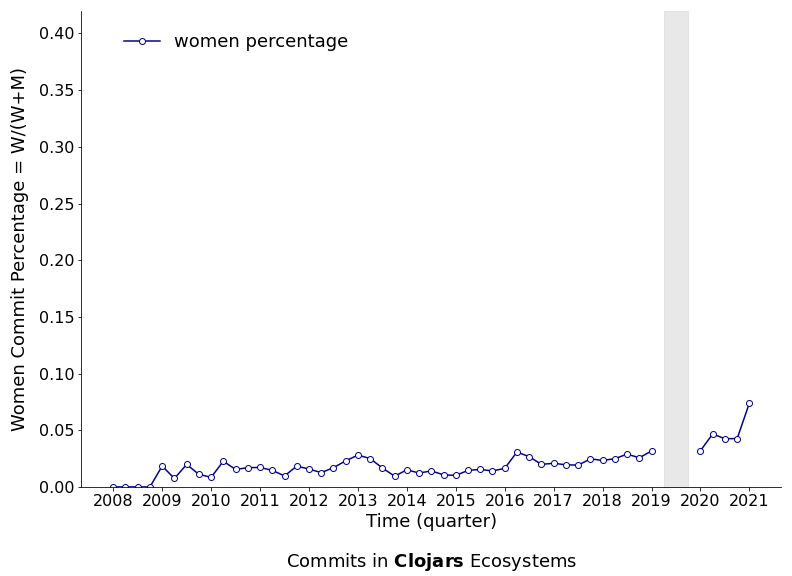 women percentage
Women Commit Percentage = W/(W+M)
0.40
0.35
0.30
0.25
0.20
0.15
0.10
0.05
0.00
2008 2009 2010 2011 2012 2013 2014 2015 2016 2017 2018 2019 2020 2021
Time (quarter)
Commits in Clojars Ecosystems